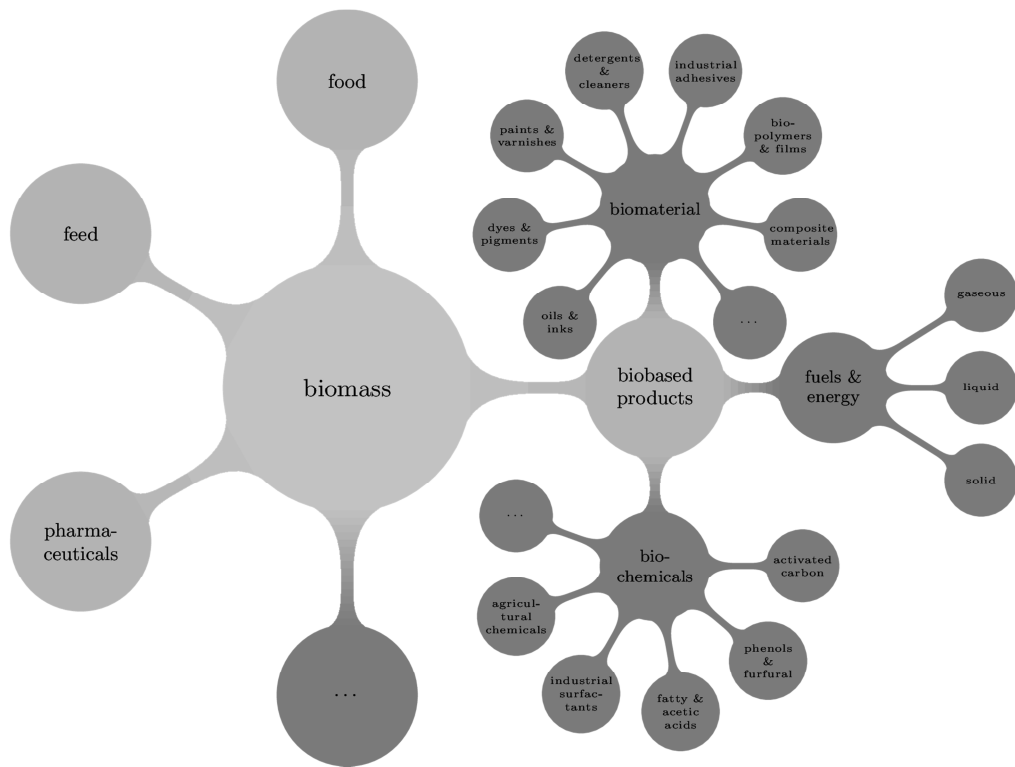 food
feed
biomass
pharma-
ceuticals
...
biobased
products
biomaterial
detergents
&
cleaners
industrial
adhesives
bio-
polymers
& films
composite
materials
...
oils &
inks
dyes &
pigments
paints &
varnishes
fuels &
energy
gaseous
liquid
solid
bio-
chemicals
activated
carbon
phenols
&
furfural
fatty &
acetic
acids
industrial
surfac-
tants
agricul-
tural
chemicals
...